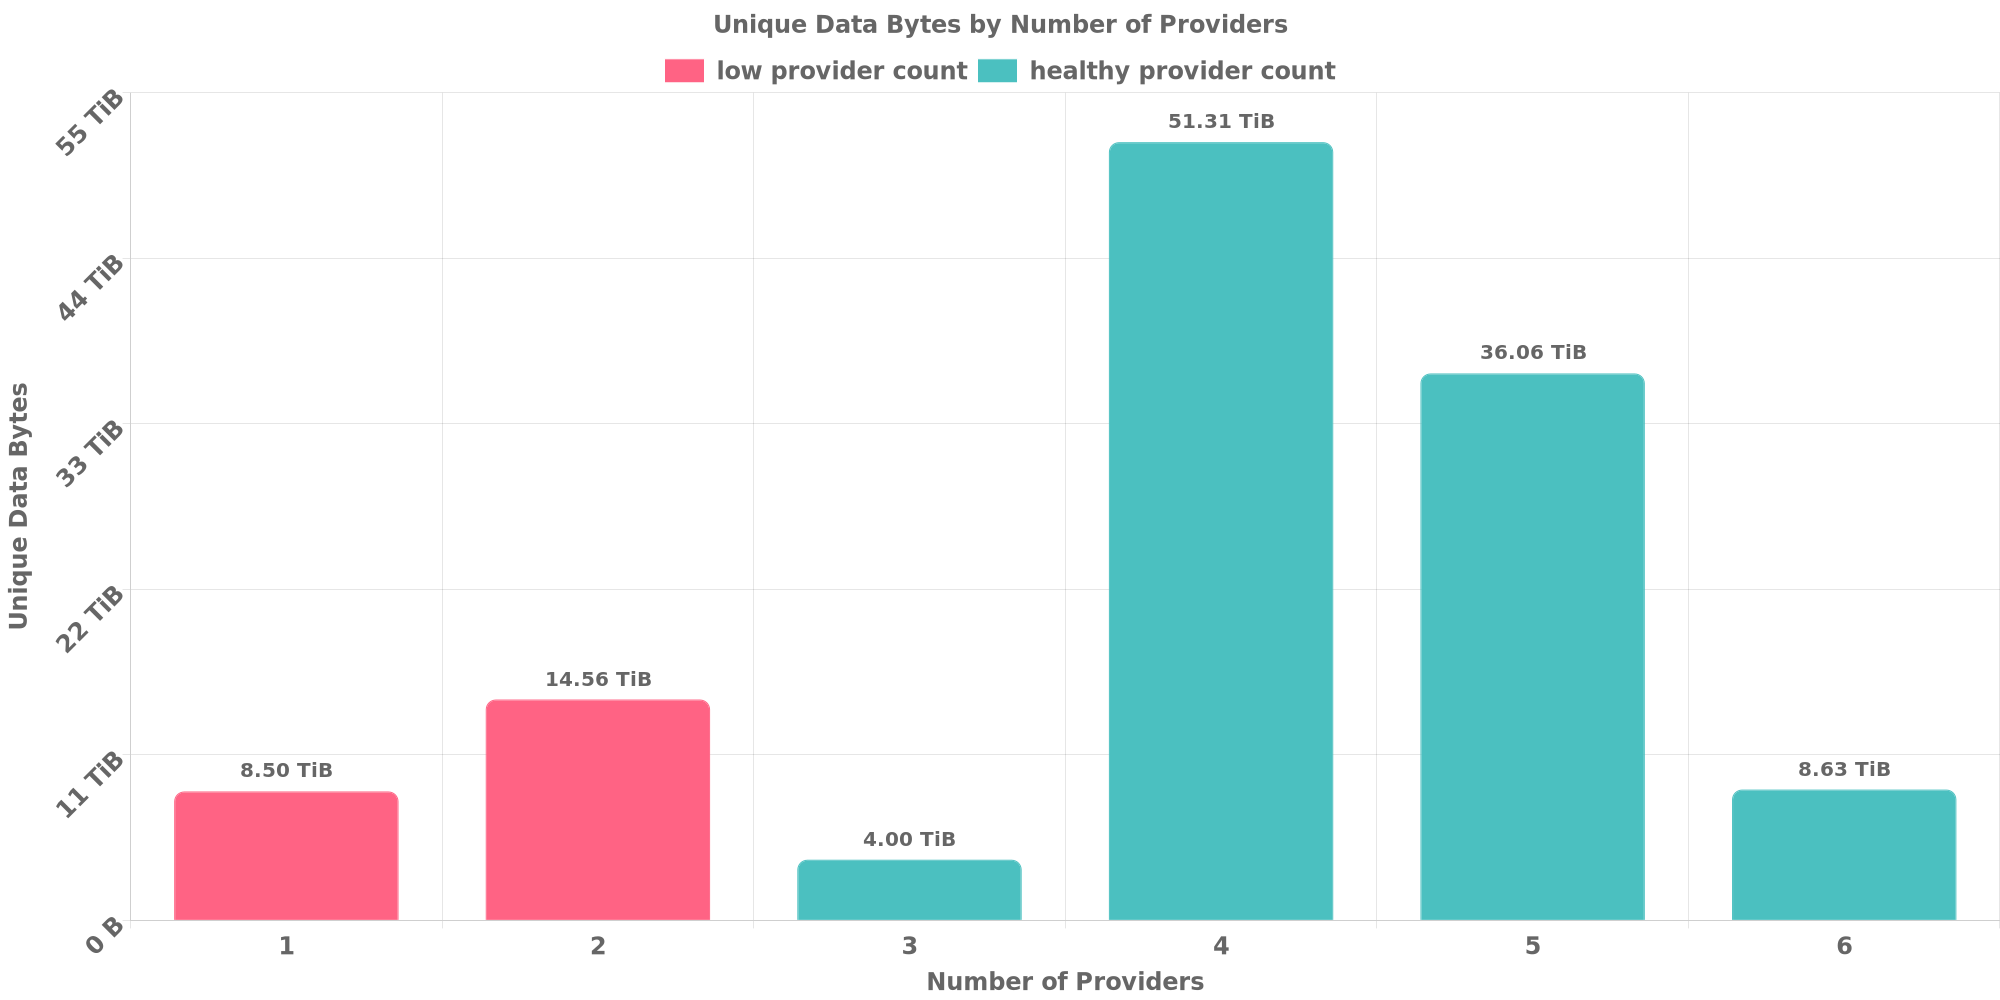 Unique Data Bytes by Number of Providers
low provider count healthy provider count
55 TiB
44 TiB
33 TiB
22 TiB
11 TiB
0 B
Unique Data Bytes
8.50 TiB
14.56 TiB
4.00 TiB
51.31 TiB
36.06 TiB
8.63 TiB
1 2 3 4 5 6
Number of Providers